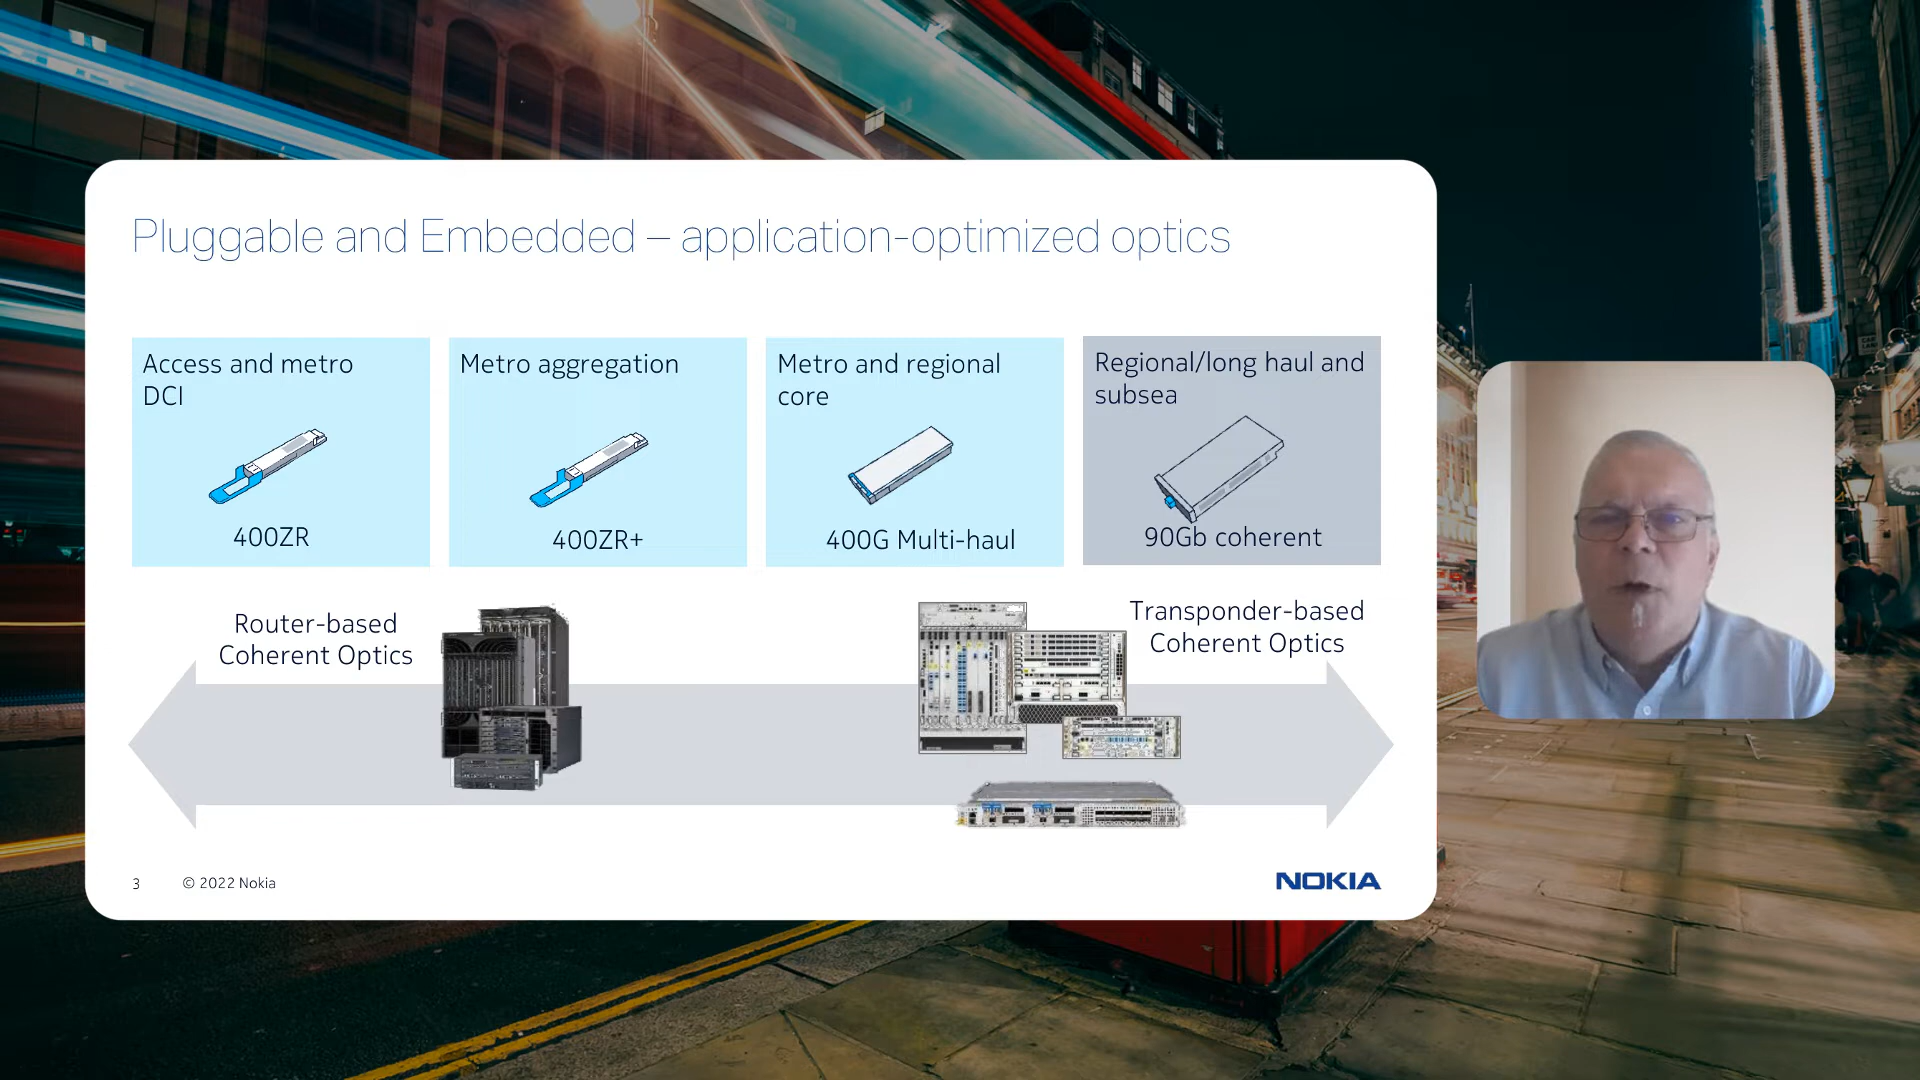 Pluggable and Embedded – application-optimized optics
Access and metro
DCI
400ZR
Metro aggregation
400ZR+
Metro and regional
core
400G Multi-haul
Regional/long haul and
subsea
90Gb coherent
Router-based
Coherent Optics
Transponder-based
Coherent Optics
3
© 2022 Nokia
NOKIA